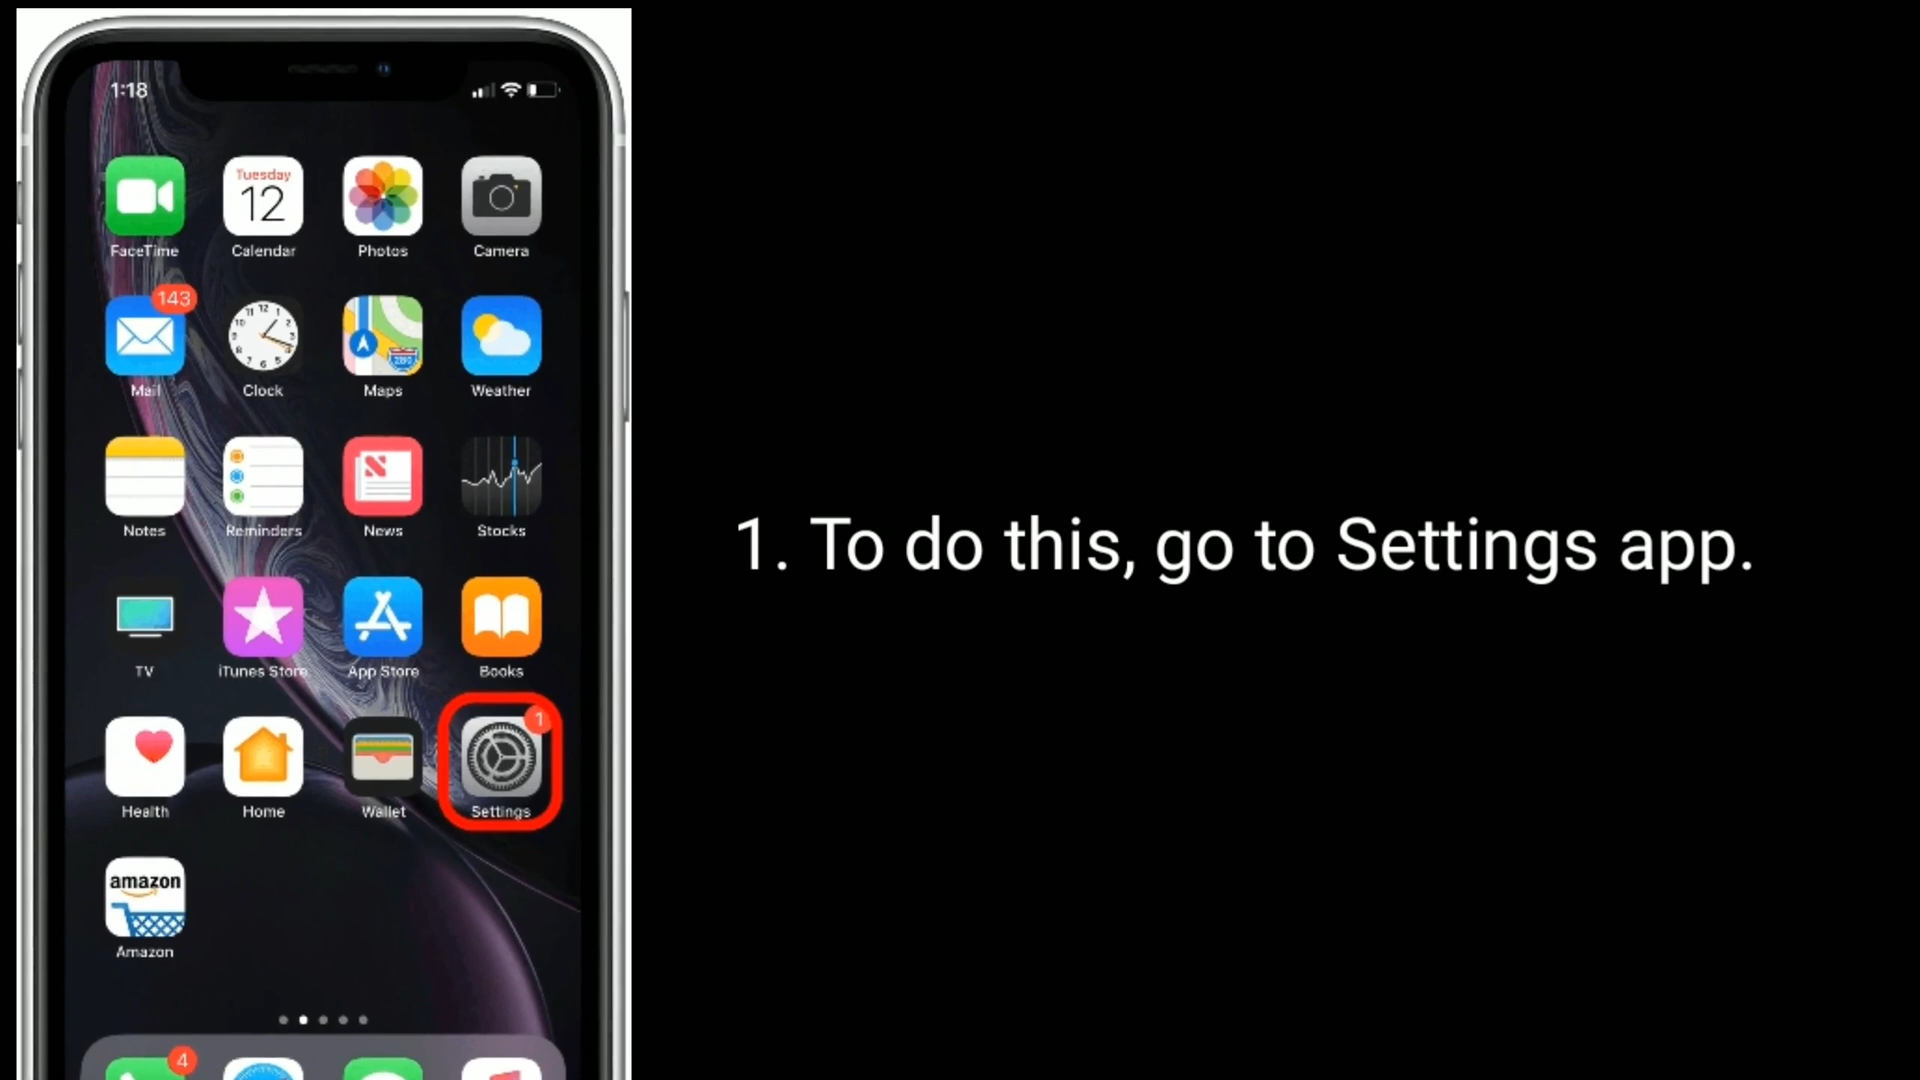 1:18
Tuesday
12
FaceTime
Calendar
Photos
Camera
143
280
Mail
Clock
Maps
Weather
Notes
Reminders
News
Stocks
TV
iTunes Store
App Store
Books
1
Health
Home
Wallet
Settings
amazon
Amazon
4
1. To do this, go to Settings app.